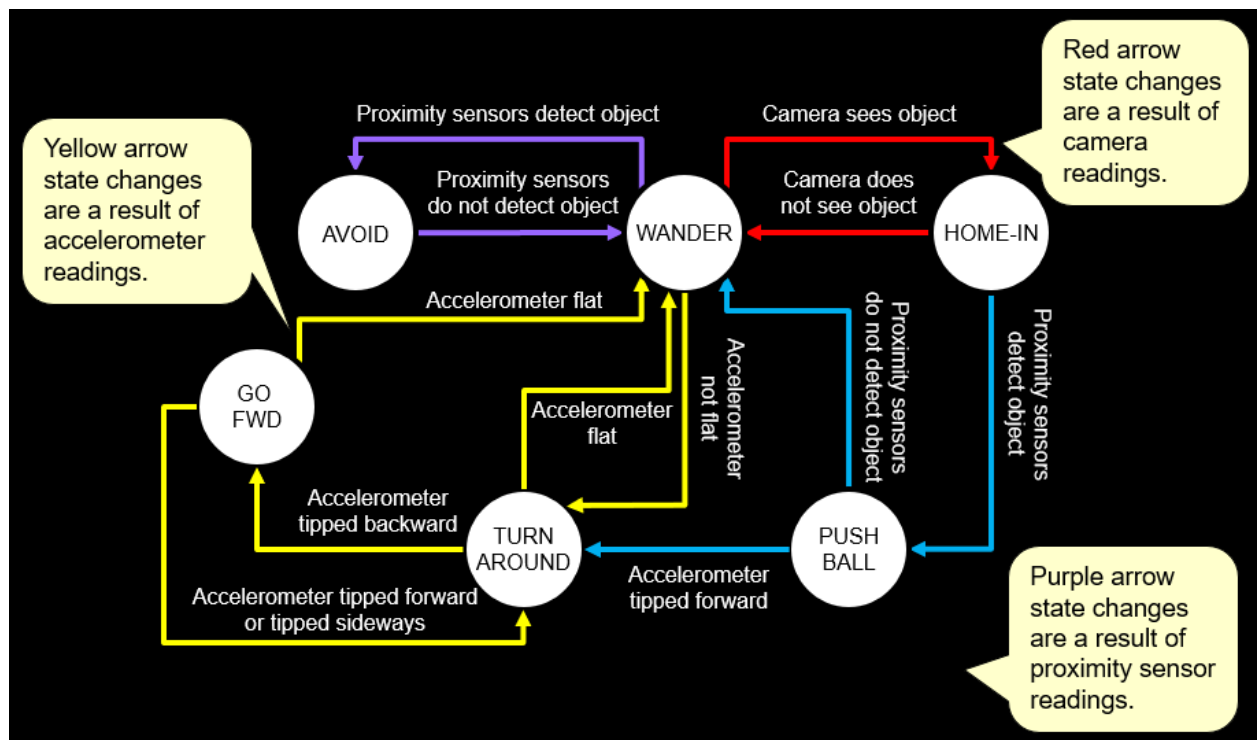 Red arrow
state changes
are a result of
camera
readings.
Proximity sensors detect object
Camera sees object
Yellow arrow
state changes
are a result of
accelerometer
readings.
Proximity sensors
do not detect object
Camera does
not see object
AVOID
WANDER
HOME-IN
Accelerometer flat
Accelerometer
not flat
Proximity sensors
do not detect object
Proximity sensors
detect object
GO
FWD
Accelerometer
flat
Accelerometer
tipped backward
TURN
AROUND
PUSH
BALL
Accelerometer
tipped forward
Accelerometer tipped forward
or tipped sideways
Purple arrow
state changes
are a result of
proximity sensor
readings.